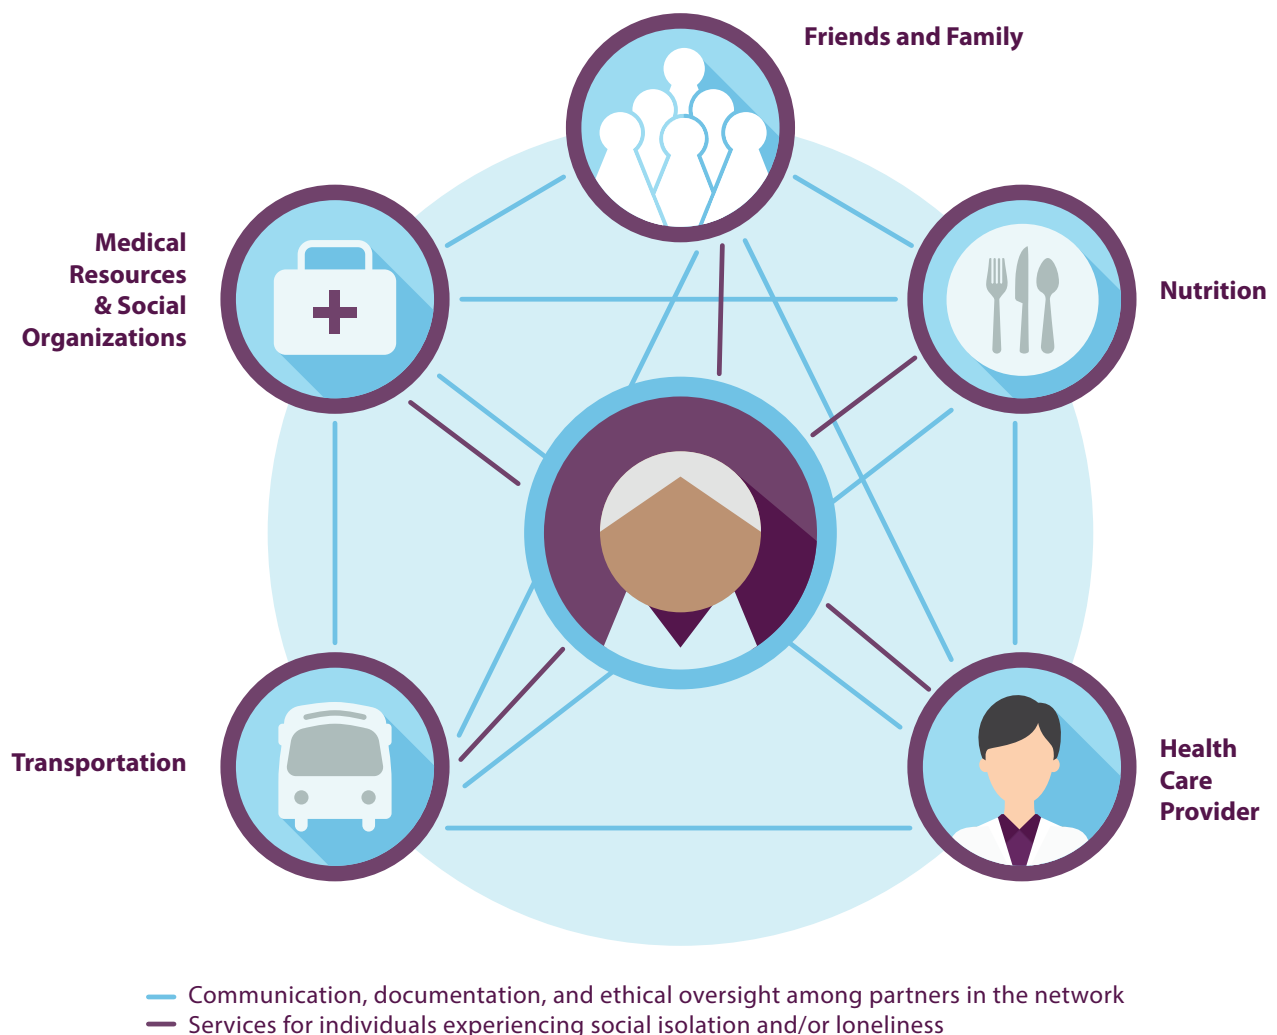 Friends and Family
Medical
Resources
& Social
Organizations
Nutrition
Transportation
Health
Care
Provider
Communication, documentation, and ethical oversight among partners in the network
Services for individuals experiencing social isolation and/or loneliness